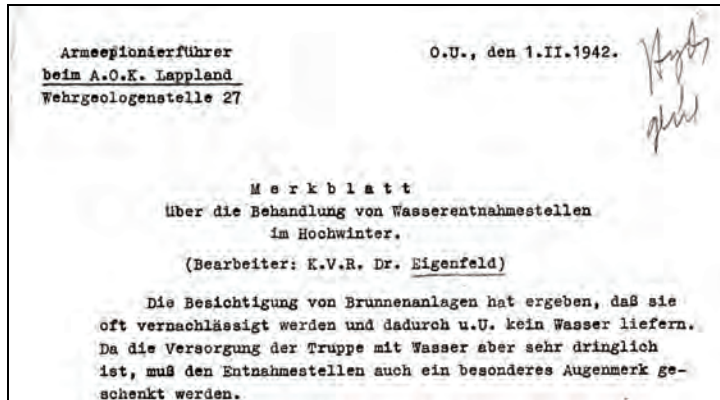 Armeepionierführer
beim A.O.K. Lappland
Wehrgeologenstelle 27
O.U., den 1.II.1942.
M e r k b l a t t
über die Behandlung von Wasserentnahmestellen
im Hochwinter.
(Bearbeiter: K.V.R. Dr. Eigenfeld)
Die Besichtigung von Brunnenanlagen hat ergeben, daß sie
oft vernachlässigt werden und dadurch u.U. kein Wasser liefern.
Da die Versorgung der Truppe mit Wasser aber sehr dringlich
ist, muß den Entnahmestellen auch ein besonderes Augenmerk ge-
schenkt werden.